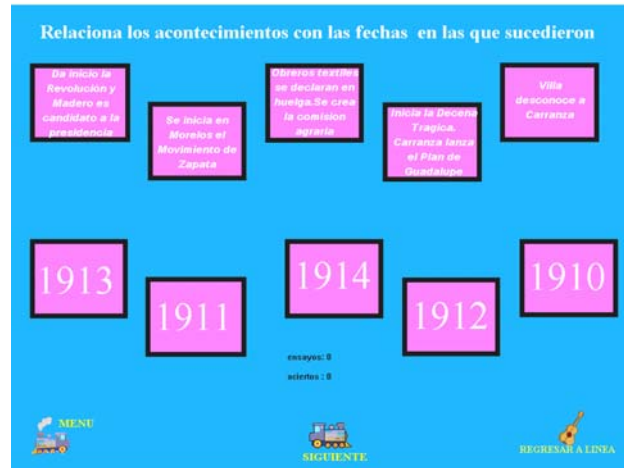 Relaciona los acontecimientos con las fechas en las que sucedieron
Da inicio la
Revolución y
Madero es
candidato a la
presidencia
Se inicia en
Morelos el
Movimiento de
Zapata
Obreros textiles
se declaran en
huelga.Se crea
la comision
agraria
Inicia la Decena
Tragica.
Carranza lanza
el Plan de
Guadalupe
Villa
desconoce a
Carranza
1913
1911
1914
1912
1910
ensayos: 0
aciertos : 0
MENU
SIGUIENTE
REGRESAR A LINEA